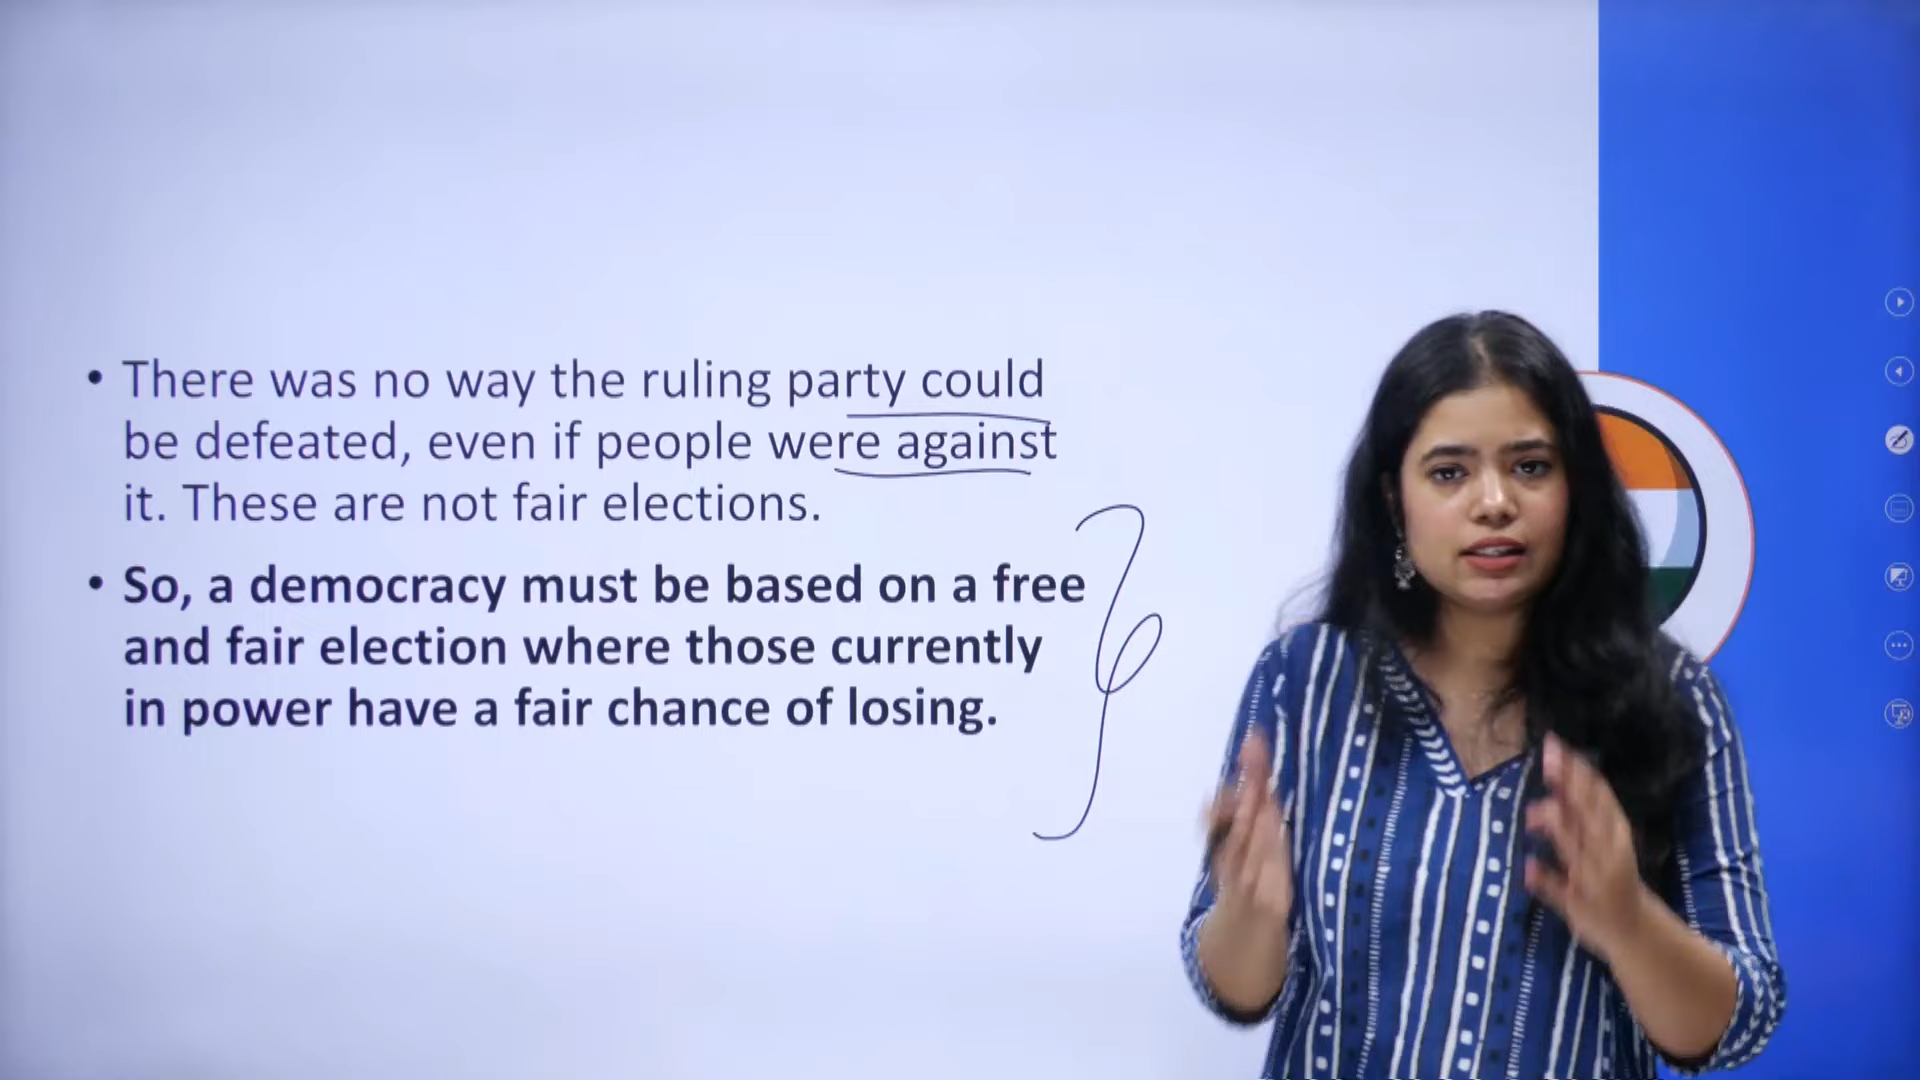 • There was no way the ruling party could
be defeated, even if people were against
it. These are not fair elections.
• So, a democracy must be based on a free
and fair election where those currently
in power have a fair chance of losing.